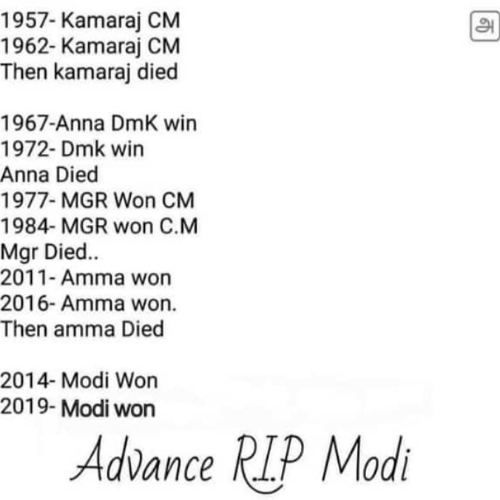 1957- Kamaraj CM
அ
1962- Kamaraj CM
Then kamaraj died
1967-Anna DmK win
1972- Dmk win
Anna Died
1977- MGR Won CM
1984- MGR won C.M
Mgr Died..
2011- Amma won
2016- Amma won.
Then amma Died
2014- Modi Won
2019- Modi won
Advance R.I.P Modi